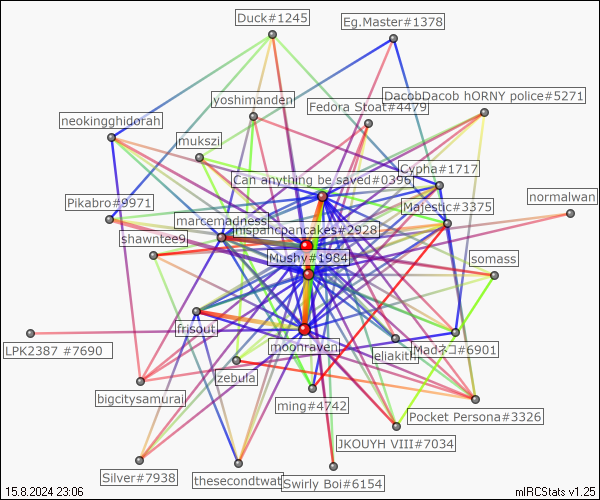 Duck#1245
Eg.Master#1378
DacobDacob hORNY police#5271
yoshimanden
Fedora Stoat#4479
neokingghidorah
mukszi
Can anything be saved#0396
Cypha#1717
normalwan
Pikabro#9971
Majestic#3375
marcemadness
hispahcpancakes#2928
shawntee9
Mushy#1984
somass
frisout
moonraven
LPK2387 #7690
eliakith
Madネコ#6901
zebula
bigcitysamurai
ming#4742
Pocket Persona#3326
JKOUYH VIII#7034
Silver#7938
thesecondtwat
Swirly Boi#6154
15.8.2024 23:06
mIRCStats v1.25